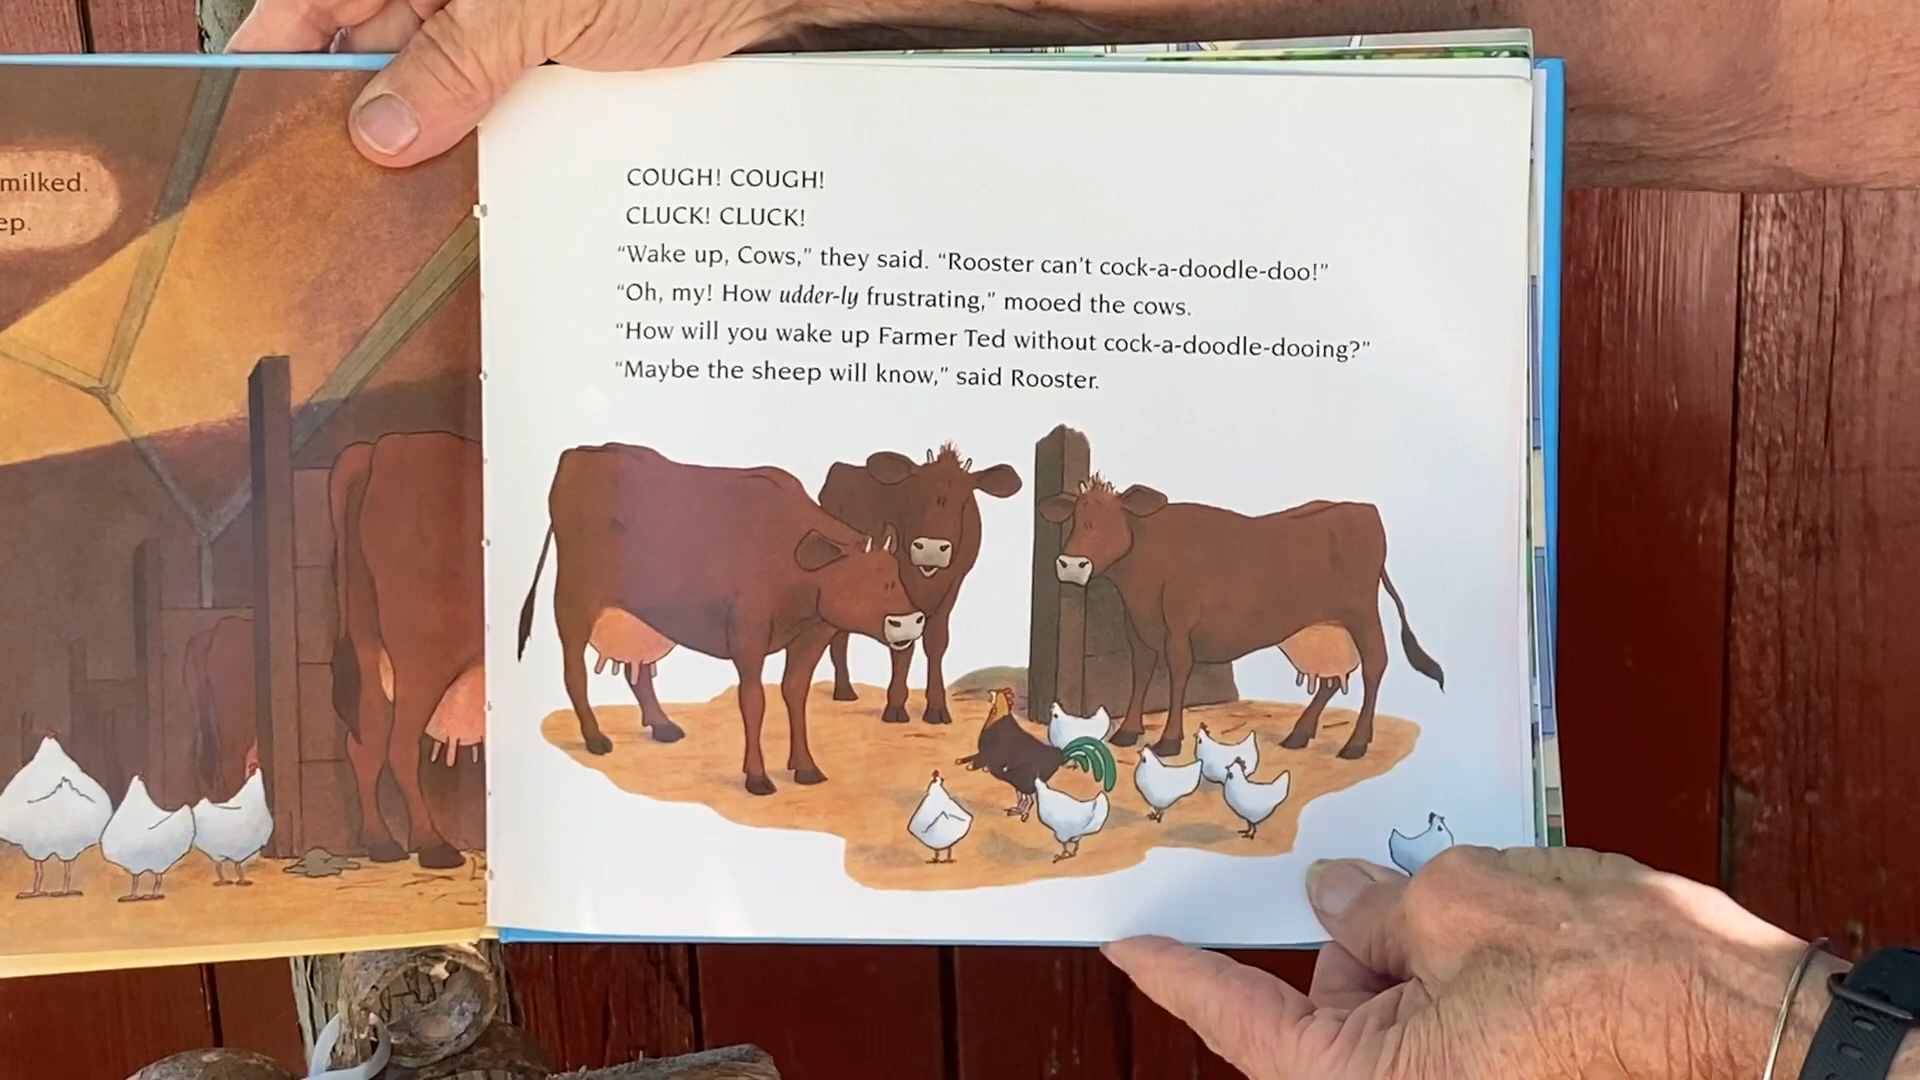 milked.
ep.
COUGH! COUGH!
CLUCK! CLUCK!
“Wake up, Cows,” they said. “Rooster can't cock-a-doodle-doo!”
“Oh, my! How udder-ly frustrating,” mooed the cows.
“How will you wake up Farmer Ted without cock-a-doodle-dooing?”
“Maybe the sheep will know,” said Rooster.